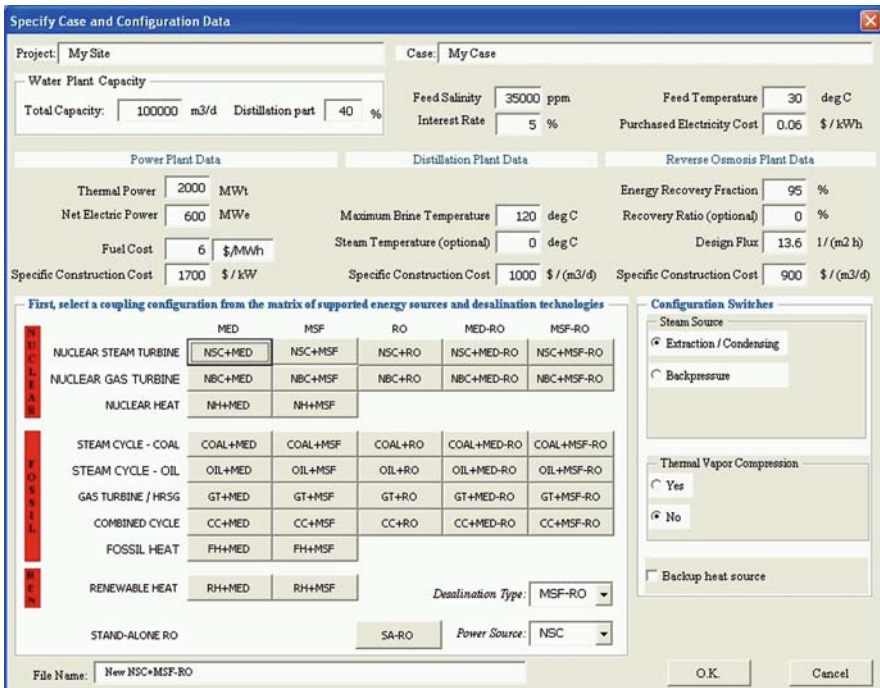 Specify Case and Configuration Data
Project: My Site Case: My Case
Water Plant Capacity
Total Capacity: 100000 m3/d Distillation part 40 %
Feed Salinity 35000 ppm Feed Temperature 30 deg C
Interest Rate 5 % Purchased Electricity Cost 0.06 $ / kWh
Power Plant Data Distillation Plant Data Reverse Osmosis Plant Data
Thermal Power 2000 MWt Energy Recovery Fraction 95 %
Net Electric Power 600 MWe Maximum Brine Temperature 120 deg C Recovery Ratio (optional) 0 %
Fuel Cost 6 $/MWh Steam Temperature (optional) 0 deg C Design Flux 13.6 l / (m2 h)
Specific Construction Cost 1700 $ / kW Specific Construction Cost 1000 $ / (m3/d) Specific Construction Cost 900 $ / (m3/d)
First, select a coupling configuration from the matrix of supported energy sources and desalination technologies
MED MSF RO MED-RO MSF-RO
NUCLEAR
NUCLEAR STEAM TURBINE NSC+MED NSC+MSF NSC+RO NSC+MED-RO NSC+MSF-RO
NUCLEAR GAS TURBINE NBC+MED NBC+MSF NBC+RO NBC+MED-RO NBC+MSF-RO
NUCLEAR HEAT NH+MED NH+MSF
FOSSIL
STEAM CYCLE - COAL COAL+MED COAL+MSF COAL+RO COAL+MED-RO COAL+MSF-RO
STEAM CYCLE - OIL OIL+MED OIL+MSF OIL+RO OIL+MED-RO OIL+MSF-RO
GAS TURBINE / HRSG GT+MED GT+MSF GT+RO GT+MED-RO GT+MSF-RO
COMBINED CYCLE CC+MED CC+MSF CC+RO CC+MED-RO CC+MSF-RO
FOSSIL HEAT FH+MED FH+MSF
REN
RENEWABLE HEAT RH+MED RH+MSF Desalination Type: MSF-RO
STAND-ALONE RO SA-RO Power Source: NSC
Configuration Switches
Steam Source
Extraction / Condensing
Backpressure
Thermal Vapor Compression
Yes
No
Backup heat source
File Name: New NSC+MSF-RO O.K. Cancel